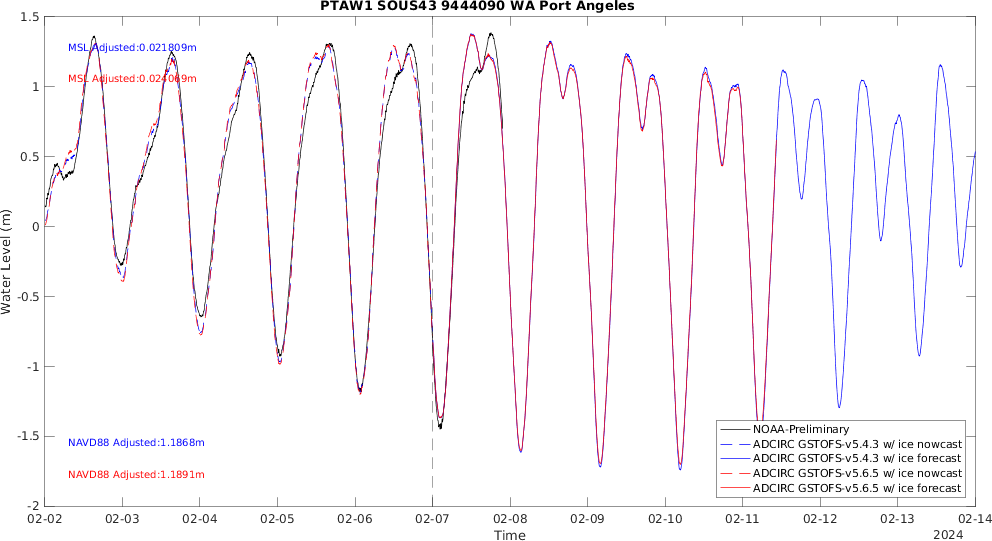 PTAW1 SOUS43 9444090 WA Port Angeles
1.5
1
0.5
0
-0.5
-1
-1.5
-2
Water Level (m)
MSL Adjusted:0.021809m
MSL Adjusted:0.024069m
NAVD88 Adjusted:1.1868m
NAVD88 Adjusted:1.1891m
NOAA-Preliminary
ADCIRC GSTOFS-v5.4.3 w/ ice nowcast
ADCIRC GSTOFS-v5.4.3 w/ ice forecast
ADCIRC GSTOFS-v5.6.5 w/ ice nowcast
ADCIRC GSTOFS-v5.6.5 w/ ice forecast
02-02 02-03 02-04 02-05 02-06 02-07 02-08 02-09 02-10 02-11 02-12 02-13 02-14
Time
2024